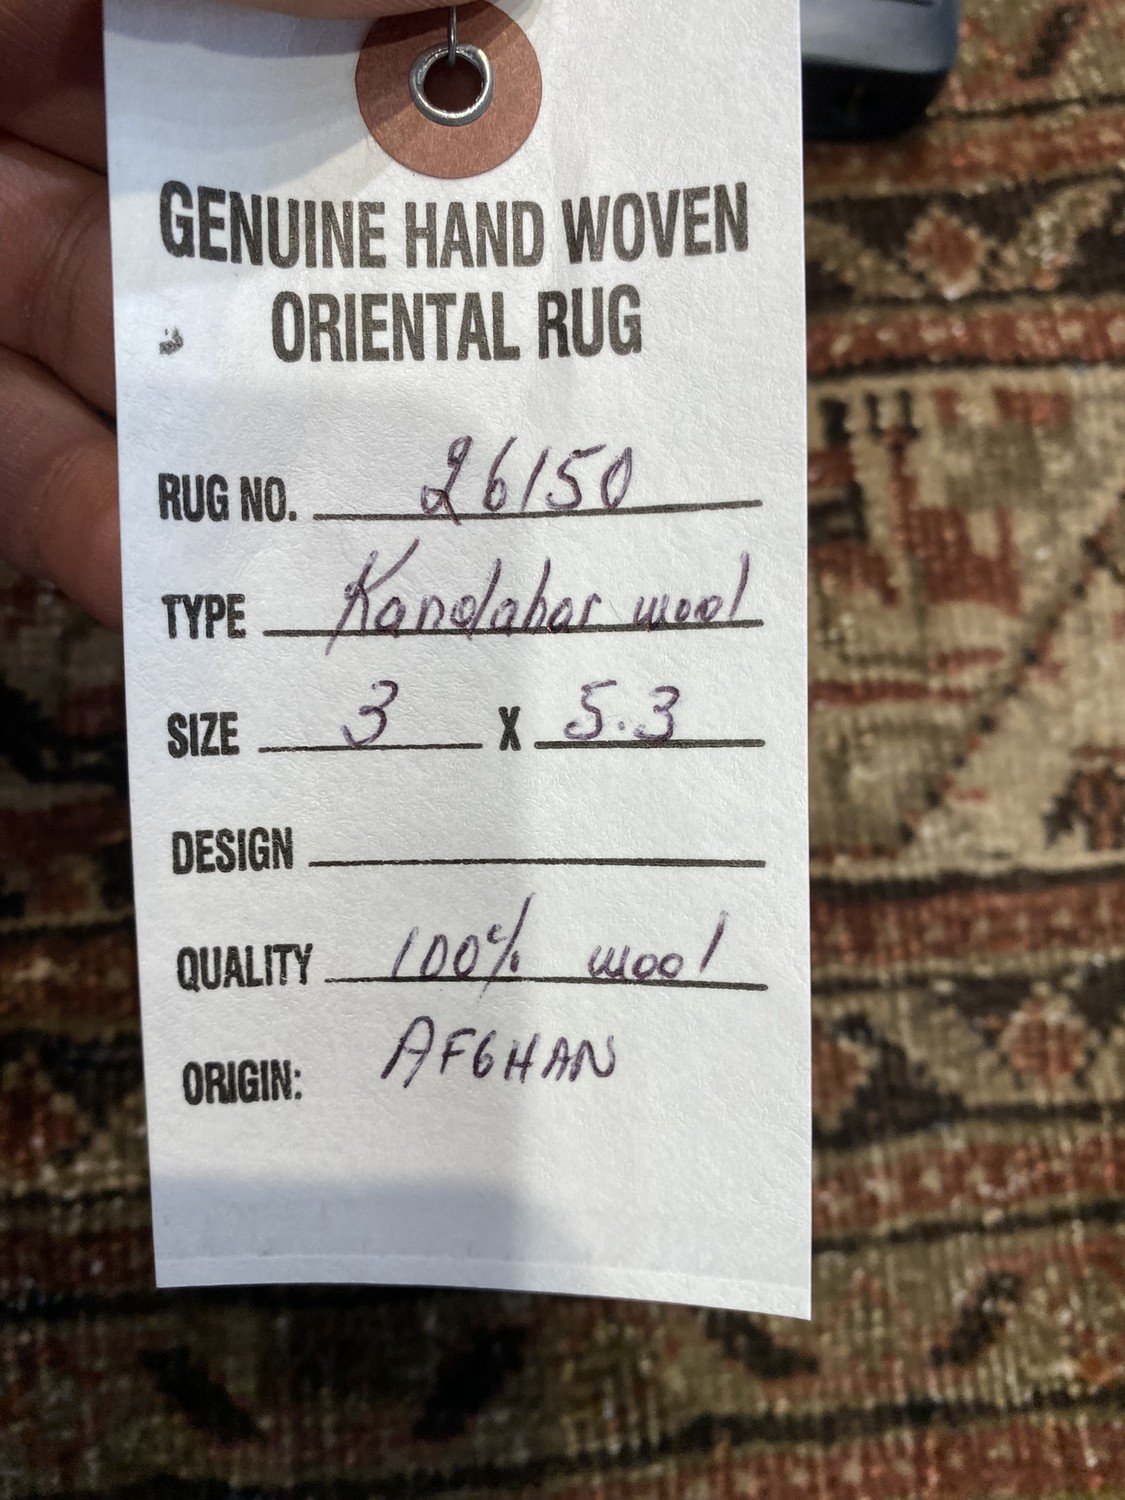 GENUINE HAND WOVEN
ORIENTAL RUG
RUG NO. 26150
TYPE Kandahar wool
SIZE 3 X 5.3
DESIGN
QUALITY 100% wool
ORIGIN: AFGHAN